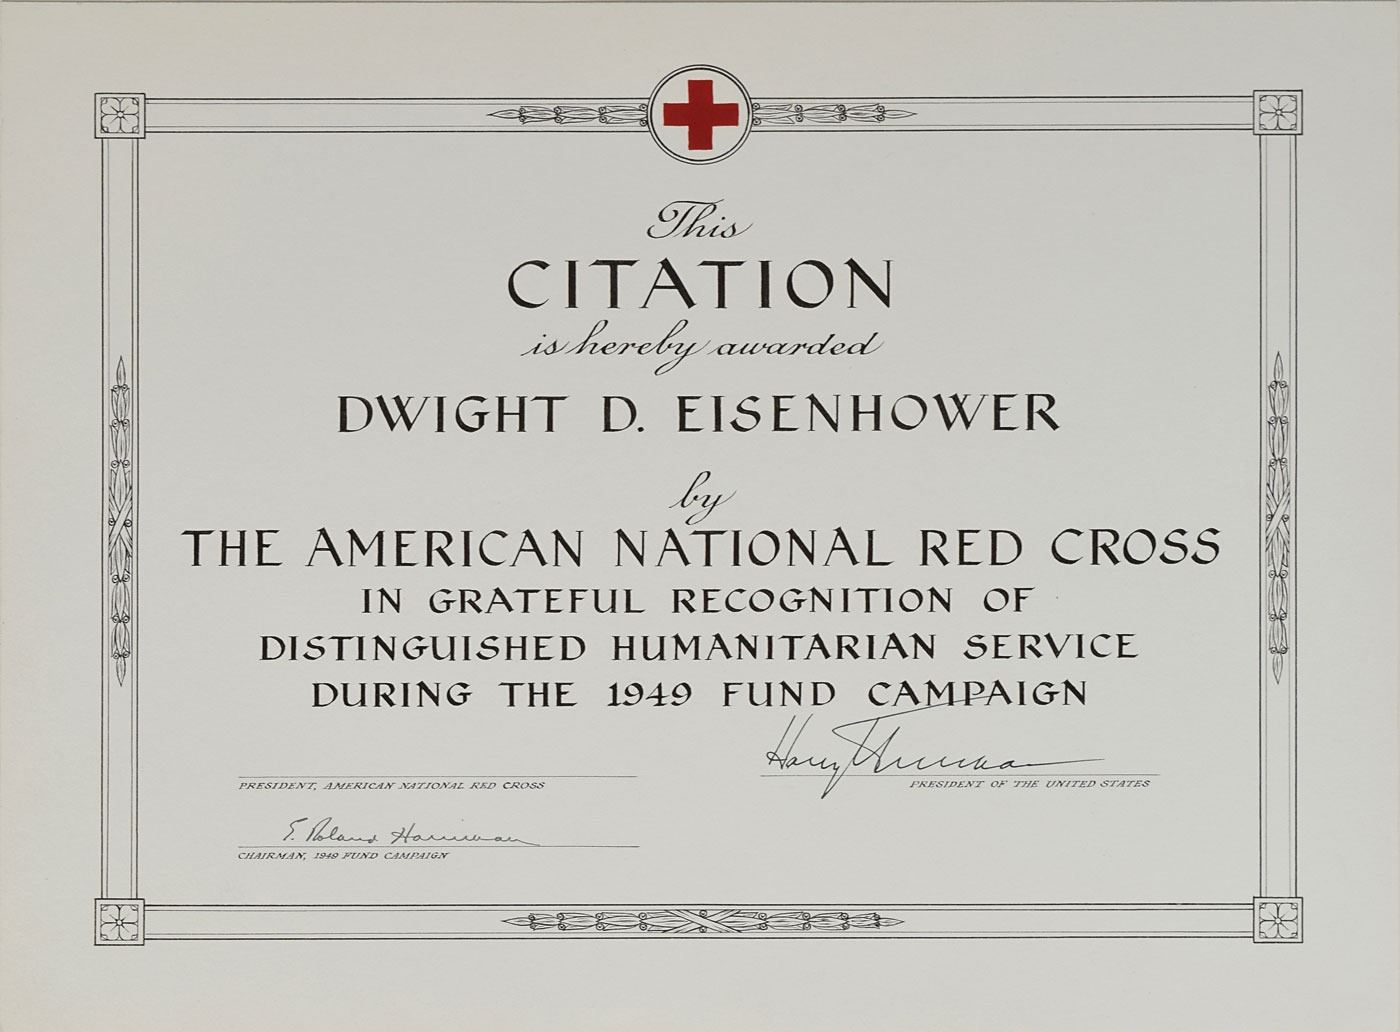 This
CITATION
is hereby awarded
DWIGHT D. EISENHOWER
by
THE AMERICAN NATIONAL RED CROSS
IN GRATEFUL RECOGNITION OF
DISTINGUISHED HUMANITARIAN SERVICE
DURING THE 1949 FUND CAMPAIGN
Harry Truman
PRESIDENT, AMERICAN NATIONAL RED CROSS
PRESIDENT OF THE UNITED STATES
E. Roland Harriman
CHAIRMAN, 1949 FUND CAMPAIGN